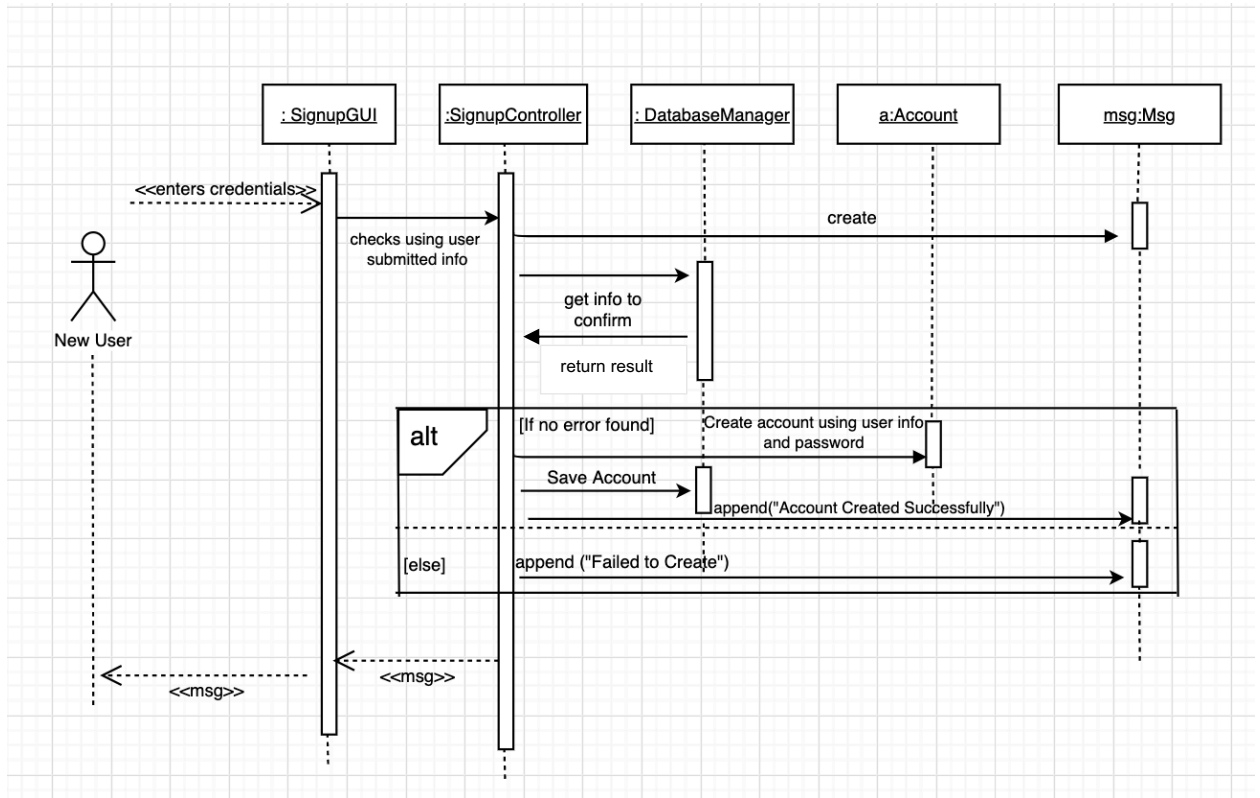 : SignupGUI
:SignupController
: DatabaseManager
a:Account
msg:Msg
<<enters credentials>>
create
checks using user
submitted info
get info to
confirm
New User
return result
alt
[If no error found]
Create account using user info
and password
Save Account
append("Account Created Successfully")
[else]
append ("Failed to Create")
<<msg>>
<<msg>>